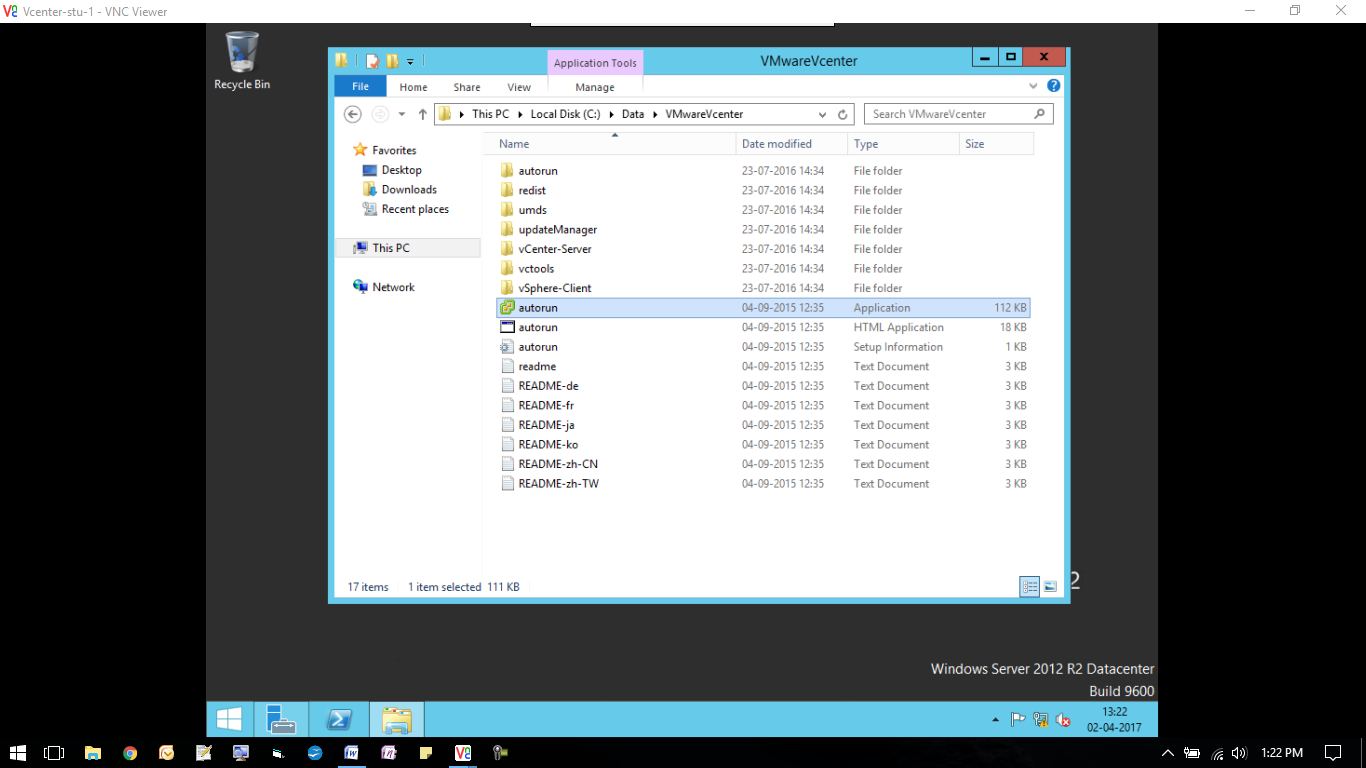 Vcenter-stu-1 - VNC Viewer
Recycle Bin
Application Tools
VMwareVcenter
File Home Share View Manage
This PC Local Disk (C:) Data VMwareVcenter
Search VMwareVcenter
Favorites
Desktop
Downloads
Recent places
This PC
Network
Name Date modified Type Size
autorun 23-07-2016 14:34 File folder
redist 23-07-2016 14:34 File folder
umds 23-07-2016 14:34 File folder
updateManager 23-07-2016 14:34 File folder
vCenter-Server 23-07-2016 14:34 File folder
vctools 23-07-2016 14:34 File folder
vSphere-Client 23-07-2016 14:34 File folder
autorun 04-09-2015 12:35 Application 112 KB
autorun 04-09-2015 12:35 HTML Application 18 KB
autorun 04-09-2015 12:35 Setup Information 1 KB
readme 04-09-2015 12:35 Text Document 3 KB
README-de 04-09-2015 12:35 Text Document 3 KB
README-fr 04-09-2015 12:35 Text Document 3 KB
README-ja 04-09-2015 12:35 Text Document 3 KB
README-ko 04-09-2015 12:35 Text Document 3 KB
README-zh-CN 04-09-2015 12:35 Text Document 3 KB
README-zh-TW 04-09-2015 12:35 Text Document 3 KB
17 items 1 item selected 111 KB
2
Windows Server 2012 R2 Datacenter
Build 9600
13:22
02-04-2017
1:22 PM